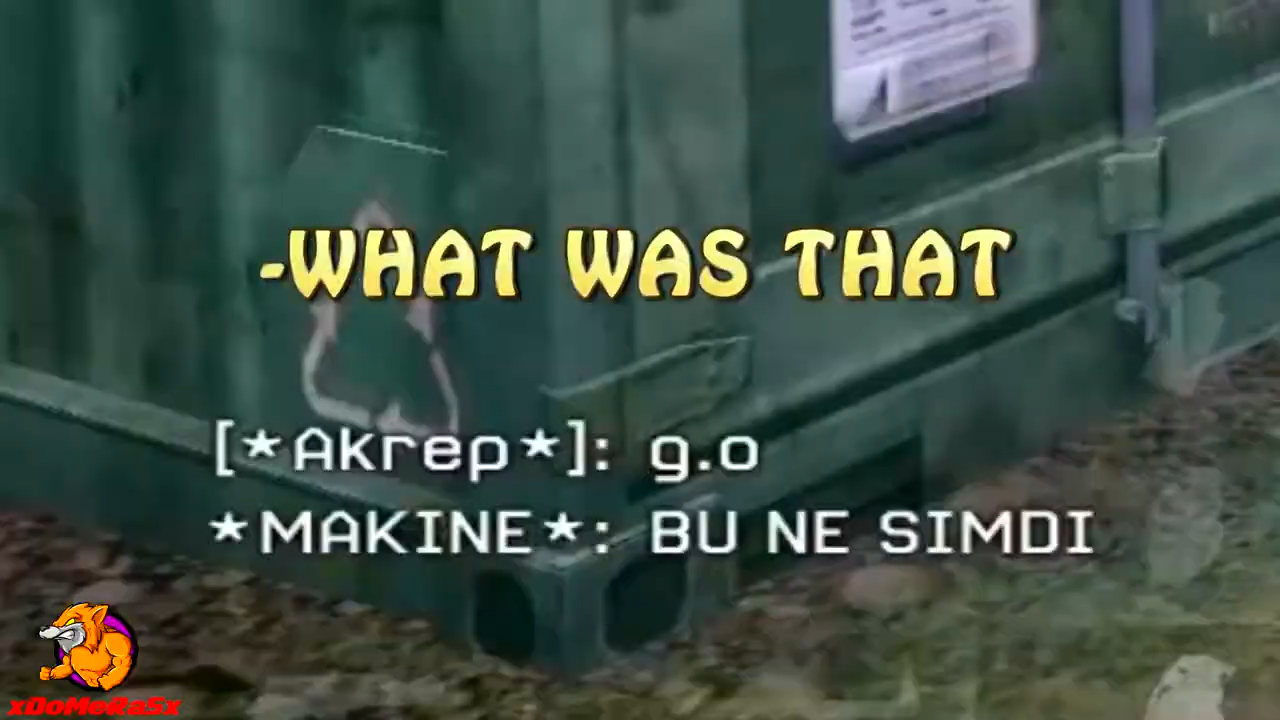 -WHAT WAS THAT
[*Akrep*]: g.o
*MAKINE*: BU NE SIMDI
xDoMeRaSx